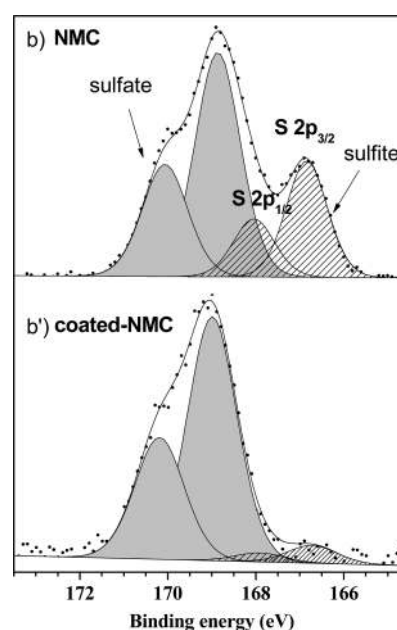 b) NMC
sulfate
S 2p3/2
sulfite
S 2p1/2
b') coated-NMC
172 170 168 166
Binding energy (eV)